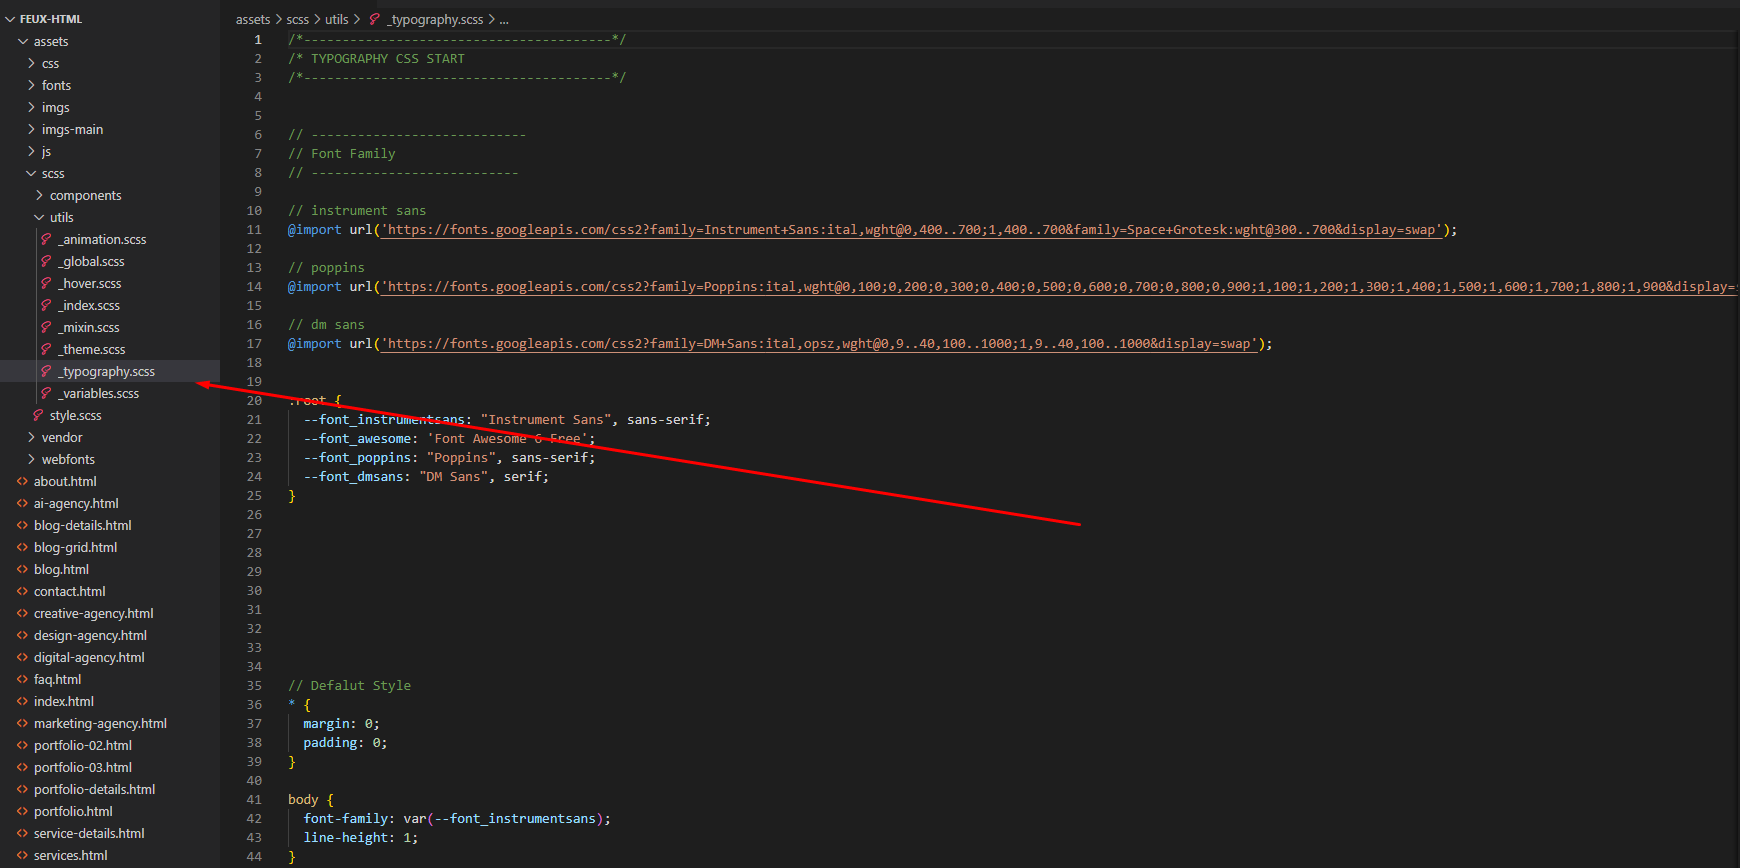 FEUX-HTML
assets
css
fonts
imgs
imgs-main
js
scss
components
utils
_animation.scss
_global.scss
_hover.scss
_index.scss
_mixin.scss
_theme.scss
_typography.scss
_variables.scss
style.scss
vendor
webfonts
about.html
ai-agency.html
blog-details.html
blog-grid.html
blog.html
contact.html
creative-agency.html
design-agency.html
digital-agency.html
faq.html
index.html
marketing-agency.html
portfolio-02.html
portfolio-03.html
portfolio-details.html
portfolio.html
service-details.html
services.html
assets > scss > utils > _typography.scss > ...
1 /*----------------------------------------*/
2 /* TYPOGRAPHY CSS START
3 /*----------------------------------------*/
4
5
6 // ----------------------------
7 // Font Family
8 // ---------------------------
9
10 // instrument sans
11 @import url('https://fonts.googleapis.com/css2?family=Instrument+Sans:ital,wght@0,400..700;1,400..700&family=Space+Grotesk:wght@300..700&display=swap');
12
13 // poppins
14 @import url('https://fonts.googleapis.com/css2?family=Poppins:ital,wght@0,100;0,200;0,300;0,400;0,500;0,600;0,700;0,800;0,900;1,100;1,200;1,300;1,400;1,500;1,600;1,700;1,800;1,900&display=
15
16 // dm sans
17 @import url('https://fonts.googleapis.com/css2?family=DM+Sans:ital,opsz,wght@0,9..40,100..1000;1,9..40,100..1000&display=swap');
18
19
20 :root {
21 --font_instrumentsans: "Instrument Sans", sans-serif;
22 --font_awesome: 'Font Awesome 6 Free';
23 --font_poppins: "Poppins", sans-serif;
24 --font_dmsans: "DM Sans", serif;
25 }
26
27
28
29
30
31
32
33
34
35 // Defalut Style
36 * {
37 margin: 0;
38 padding: 0;
39 }
40
41 body {
42 font-family: var(--font_instrumentsans);
43 line-height: 1;
44 }